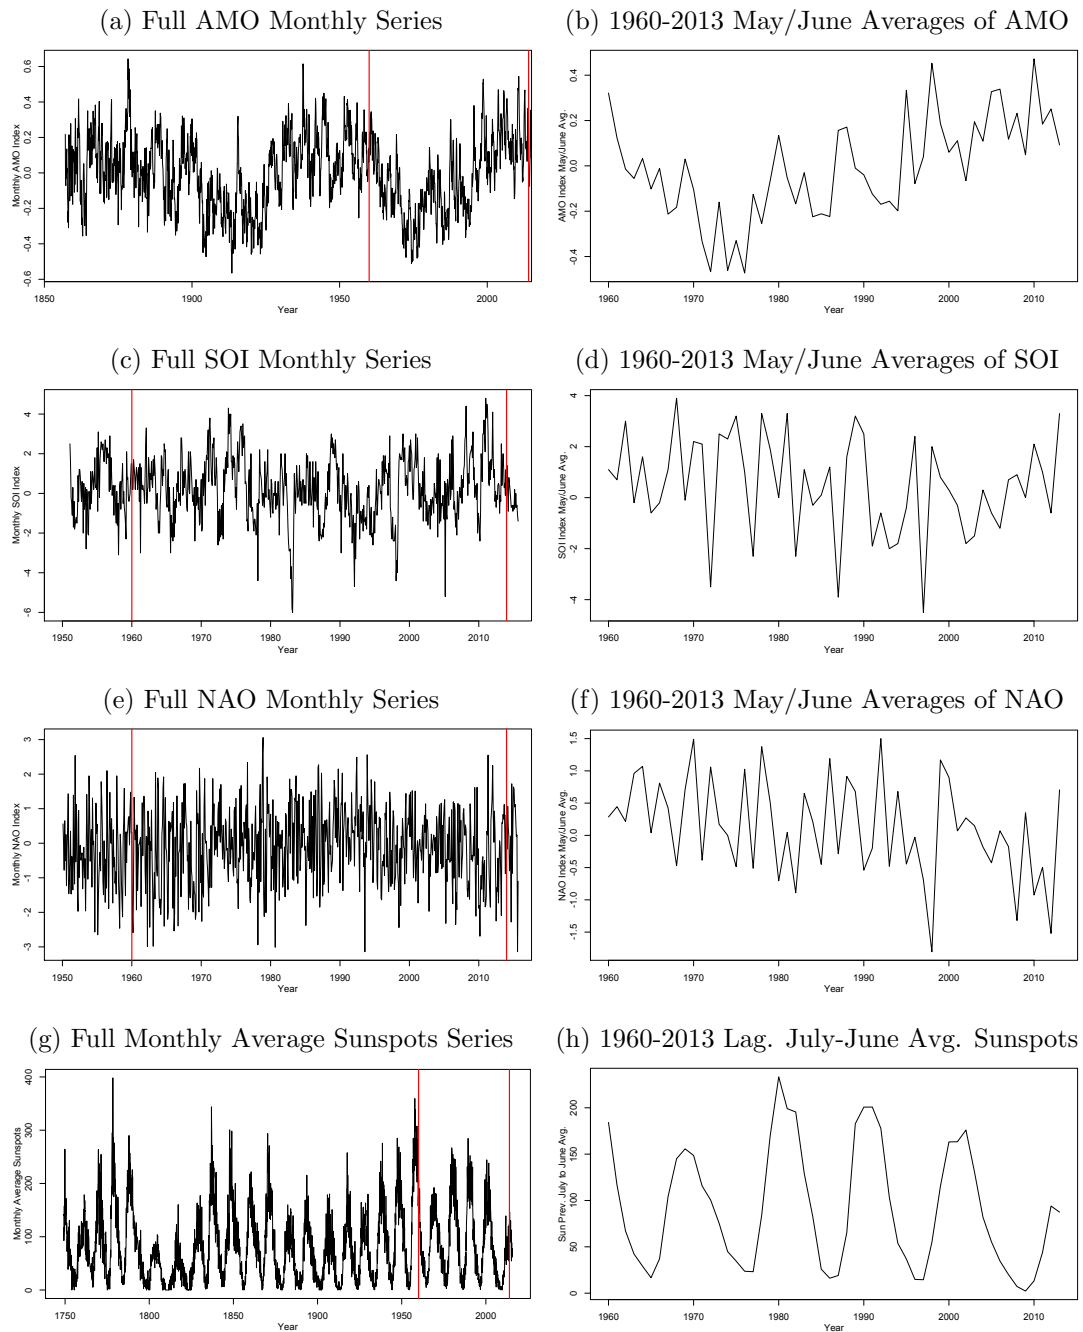 (a) Full AMO Monthly Series
Monthly AMO Index
0.6
0.4
0.2
0.0
-0.2
-0.4
-0.6
1850 1900 1950 2000
Year
(b) 1960-2013 May/June Averages of AMO
AMO Index May/June Avg.
0.4
0.2
0.0
-0.2
-0.4
1960 1970 1980 1990 2000 2010
Year
(c) Full SOI Monthly Series
Monthly SOI Index
4
2
0
-2
-4
-6
1950 1960 1970 1980 1990 2000 2010
Year
(d) 1960-2013 May/June Averages of SOI
SOI Index May/June Avg.
4
2
0
-2
-4
1960 1970 1980 1990 2000 2010
Year
(e) Full NAO Monthly Series
Monthly NAO Index
3
2
1
0
-1
-2
-3
1950 1960 1970 1980 1990 2000 2010
Year
(f) 1960-2013 May/June Averages of NAO
NAO Index May/June Avg.
1.5
1.0
0.5
0.0
-0.5
-1.0
-1.5
1960 1970 1980 1990 2000 2010
Year
(g) Full Monthly Average Sunspots Series
Monthly Average Sunspots
400
300
200
100
0
1750 1800 1850 1900 1950 2000
Year
(h) 1960-2013 Lag. July-June Avg. Sunspots
Sun Prev. July to June Avg.
200
150
100
50
0
1960 1970 1980 1990 2000 2010
Year